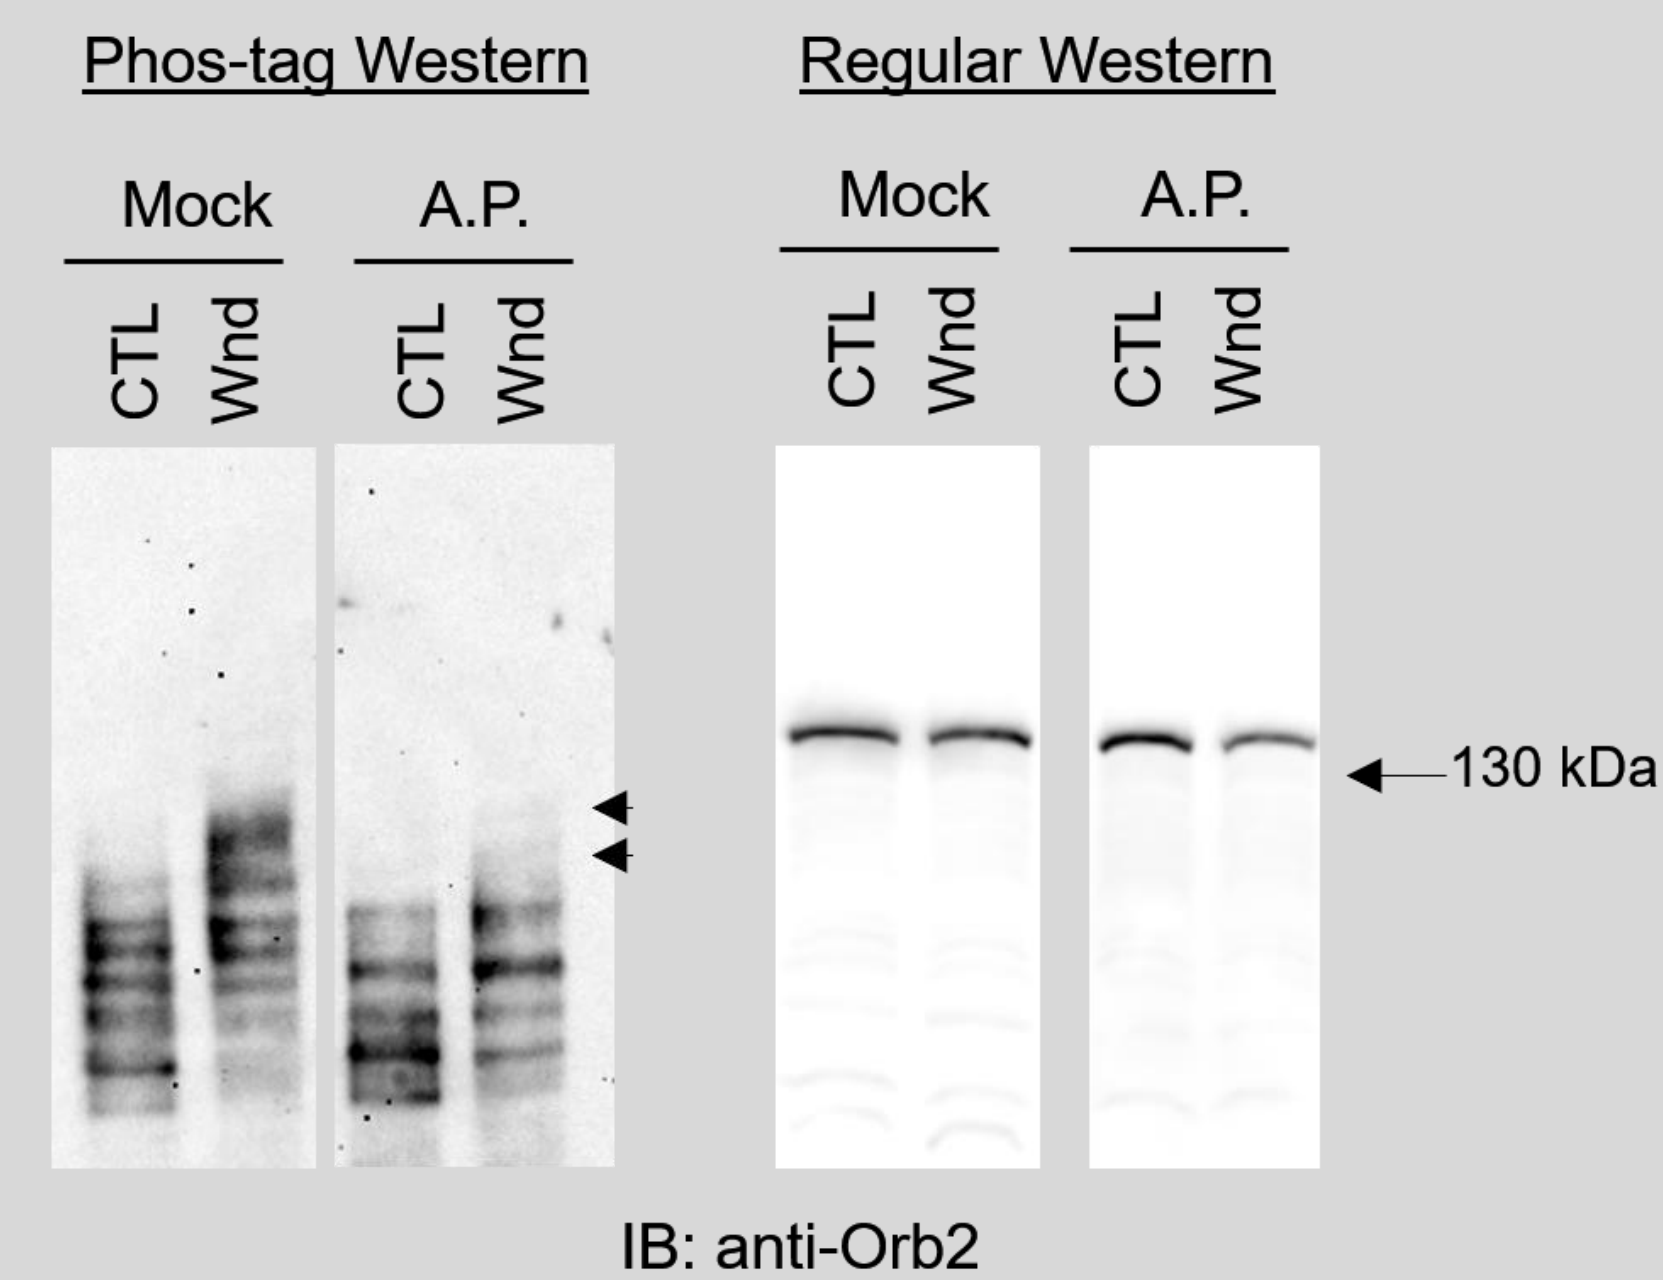 Phos-tag Western
Regular Western
Mock
A.P.
Mock
A.P.
CTL
Wnd
CTL
Wnd
CTL
Wnd
CTL
Wnd
130 kDa
IB: anti-Orb2